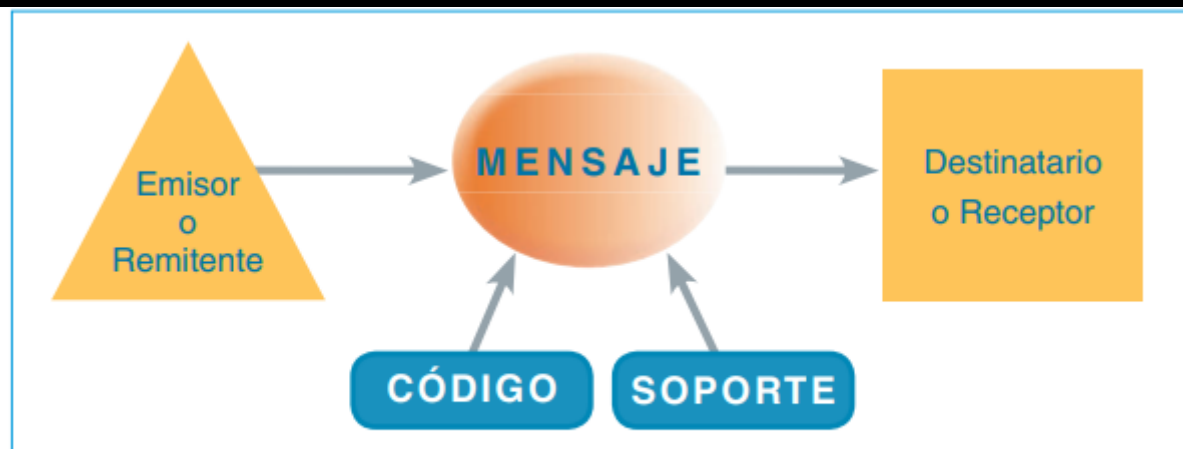 Emisor
o
Remitente
MENSAJE
Destinatario
o Receptor
CÓDIGO
SOPORTE